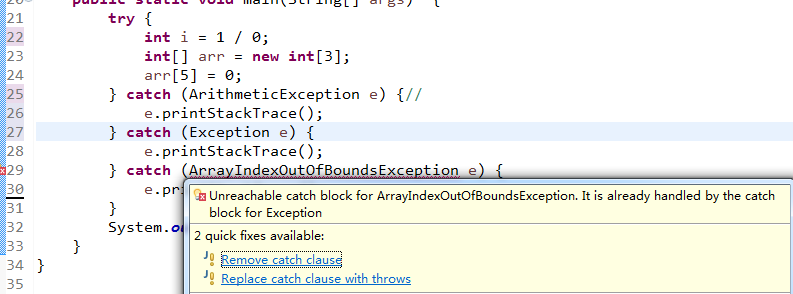 20 public static void main(String[] args) {
21 try {
22 int i = 1 / 0;
23 int[] arr = new int[3];
24 arr[5] = 0;
25 } catch (ArithmeticException e) {//
26 e.printStackTrace();
27 } catch (Exception e) {
28 e.printStackTrace();
29 } catch (ArrayIndexOutOfBoundsException e) {
30 e.pri
31 }
32 System.ou
33 }
34 }
35
Unreachable catch block for ArrayIndexOutOfBoundsException. It is already handled by the catch
block for Exception
2 quick fixes available:
Remove catch clause
Replace catch clause with throws